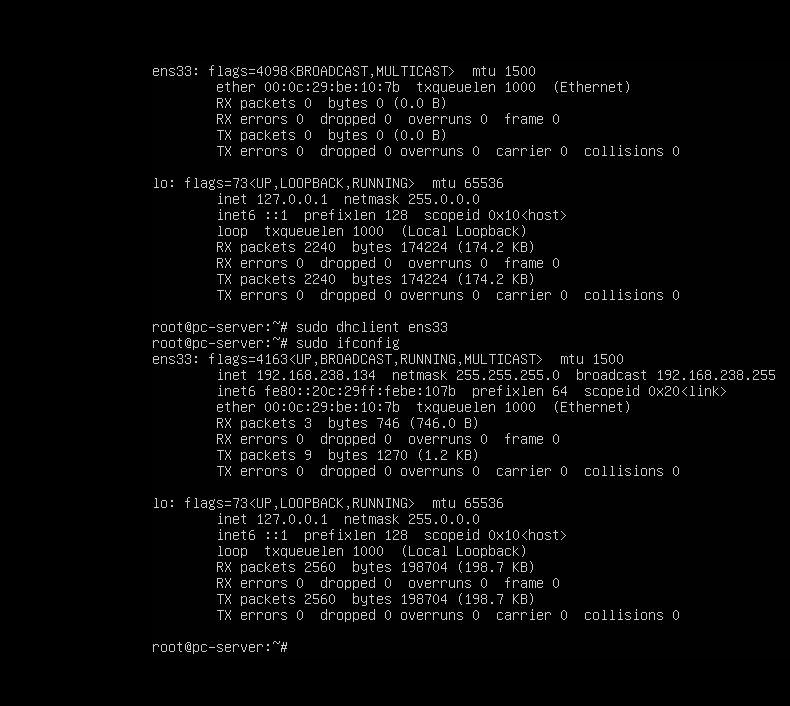 ens33: flags=4098<BROADCAST,MULTICAST>  mtu 1500
        ether 00:0c:29:be:10:7b  txqueuelen 1000  (Ethernet)
        RX packets 0  bytes 0 (0.0 B)
        RX errors 0  dropped 0  overruns 0  frame 0
        TX packets 0  bytes 0 (0.0 B)
        TX errors 0  dropped 0 overruns 0  carrier 0  collisions 0

lo: flags=73<UP,LOOPBACK,RUNNING>  mtu 65536
        inet 127.0.0.1  netmask 255.0.0.0
        inet6 ::1  prefixlen 128  scopeid 0x10<host>
        loop  txqueuelen 1000  (Local Loopback)
        RX packets 2240  bytes 174224 (174.2 KB)
        RX errors 0  dropped 0  overruns 0  frame 0
        TX packets 2240  bytes 174224 (174.2 KB)
        TX errors 0  dropped 0 overruns 0  carrier 0  collisions 0

root@pc-server:~# sudo dhclient ens33
root@pc-server:~# sudo ifconfig
ens33: flags=4163<UP,BROADCAST,RUNNING,MULTICAST>  mtu 1500
        inet 192.168.238.134  netmask 255.255.255.0  broadcast 192.168.238.255
        inet6 fe80::20c:29ff:febe:107b  prefixlen 64  scopeid 0x20<link>
        ether 00:0c:29:be:10:7b  txqueuelen 1000  (Ethernet)
        RX packets 3  bytes 746 (746.0 B)
        RX errors 0  dropped 0  overruns 0  frame 0
        TX packets 9  bytes 1270 (1.2 KB)
        TX errors 0  dropped 0 overruns 0  carrier 0  collisions 0

lo: flags=73<UP,LOOPBACK,RUNNING>  mtu 65536
        inet 127.0.0.1  netmask 255.0.0.0
        inet6 ::1  prefixlen 128  scopeid 0x10<host>
        loop  txqueuelen 1000  (Local Loopback)
        RX packets 2560  bytes 198704 (198.7 KB)
        RX errors 0  dropped 0  overruns 0  frame 0
        TX packets 2560  bytes 198704 (198.7 KB)
        TX errors 0  dropped 0 overruns 0  carrier 0  collisions 0

root@pc-server:~#